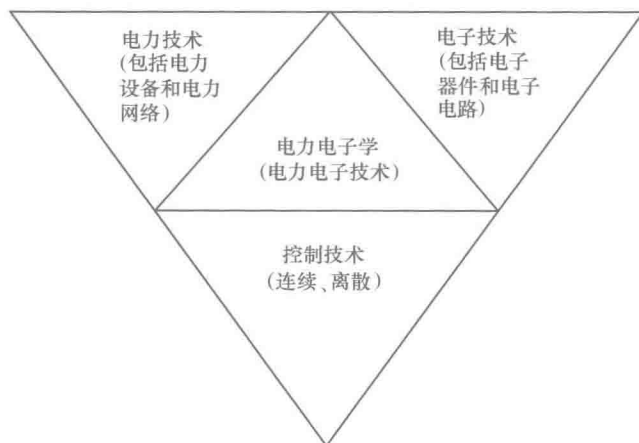 电力技术
(包括电力
设备和电力
网络)
电子技术
(包括电子
器件和电子
电路)
电力电子学
(电力电子技术)
控制技术
(连续、离散)